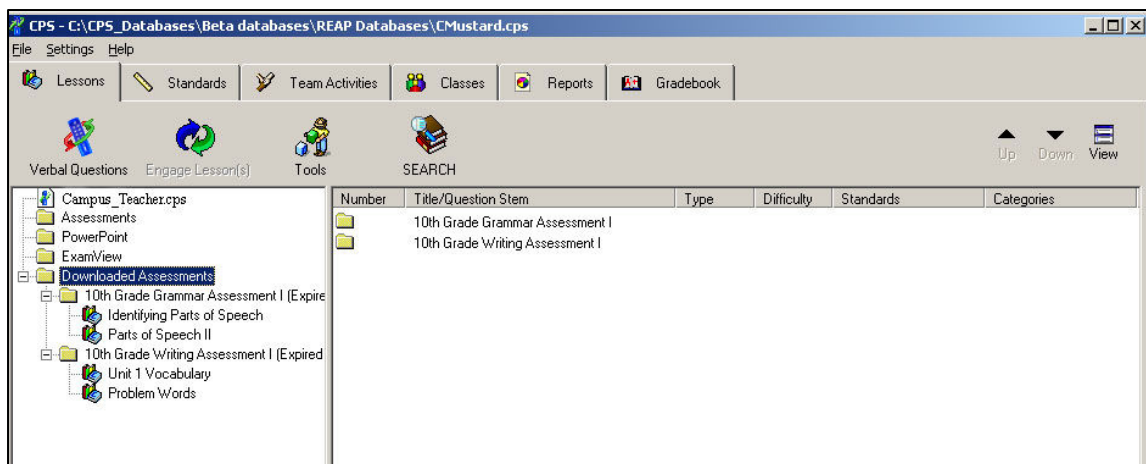 CPS - C:\CPS_Databases\Beta databases\REAP Databases\CMustard.cps
File Settings Help
Lessons Standards Team Activities Classes Reports Gradebook
Verbal Questions Engage Lesson(s) Tools SEARCH Up Down View
Campus_Teacher.cps
Assessments
PowerPoint
ExamView
Downloaded Assessments
10th Grade Grammar Assessment I (Expire
Identifying Parts of Speech
Parts of Speech II
10th Grade Writing Assessment I (Expired
Unit 1 Vocabulary
Problem Words
Number Title/Question Stem Type Difficulty Standards Categories
10th Grade Grammar Assessment I
10th Grade Writing Assessment I